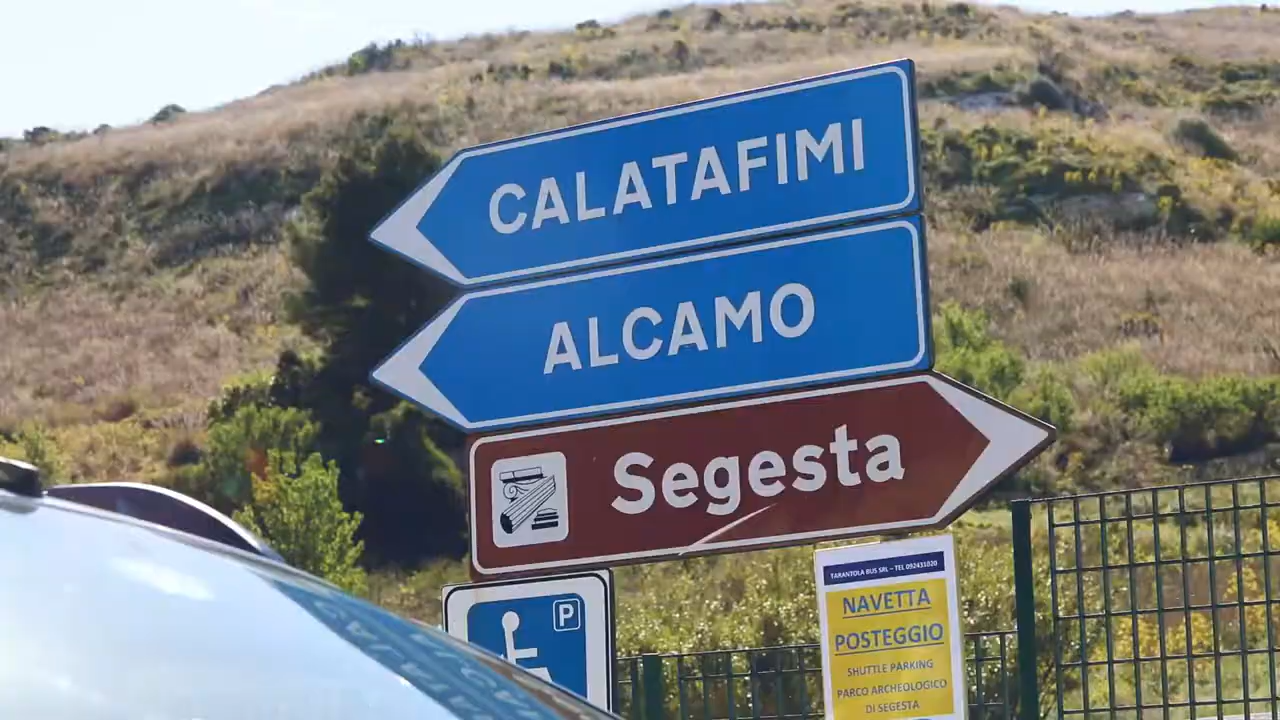 CALATAFIMI
ALCAMO
Segesta
P
TARANTOLA BUS SRL – TEL 092431020
NAVETTA
POSTEGGIO
SHUTTLE PARKING
PARCO ARCHEOLOGICO
DI SEGESTA